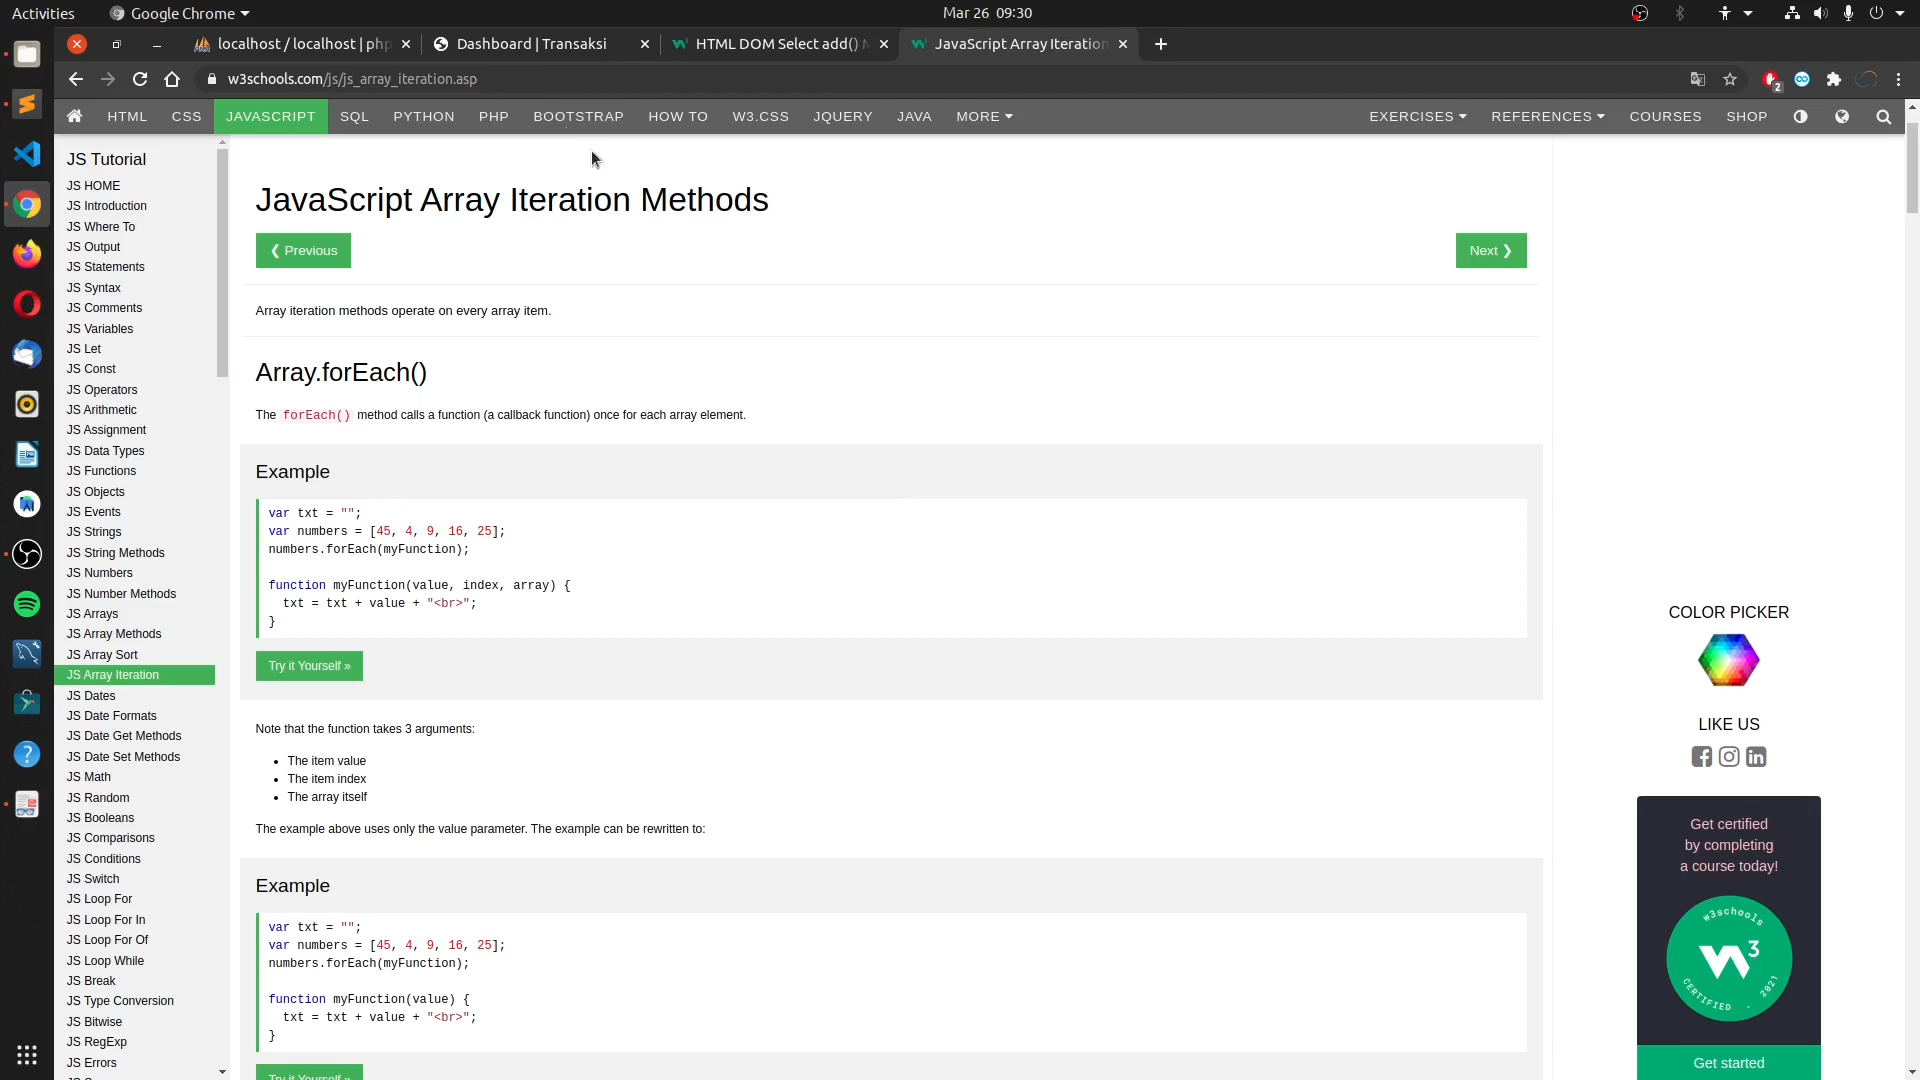 Activities
Google Chrome
Mar 26 09:30
localhost / localhost | php
Dashboard | Transaksi
HTML DOM Select add() M
JavaScript Array Iteration
w3schools.com/js/js_array_iteration.asp
2
HTML CSS JAVASCRIPT SQL PYTHON PHP BOOTSTRAP HOW TO W3.CSS JQUERY JAVA MORE EXERCISES REFERENCES COURSES SHOP
JS Tutorial
JS HOME
JS Introduction
JS Where To
JS Output
JS Statements
JS Syntax
JS Comments
JS Variables
JS Let
JS Const
JS Operators
JS Arithmetic
JS Assignment
JS Data Types
JS Functions
JS Objects
JS Events
JS Strings
JS String Methods
JS Numbers
JS Number Methods
JS Arrays
JS Array Methods
JS Array Sort
JS Array Iteration
JS Dates
JS Date Formats
JS Date Get Methods
JS Date Set Methods
JS Math
JS Random
JS Booleans
JS Comparisons
JS Conditions
JS Switch
JS Loop For
JS Loop For In
JS Loop For Of
JS Loop While
JS Break
JS Type Conversion
JS Bitwise
JS RegExp
JS Errors
JavaScript Array Iteration Methods
❮ Previous
Next ❯
Array iteration methods operate on every array item.
Array.forEach()
The forEach() method calls a function (a callback function) once for each array element.
Example
var txt = "";
var numbers = [45, 4, 9, 16, 25];
numbers.forEach(myFunction);
function myFunction(value, index, array) {
txt = txt + value + "<br>";
}
Try it Yourself »
Note that the function takes 3 arguments:
• The item value
• The item index
• The array itself
The example above uses only the value parameter. The example can be rewritten to:
Example
var txt = "";
var numbers = [45, 4, 9, 16, 25];
numbers.forEach(myFunction);
function myFunction(value) {
txt = txt + value + "<br>";
}
Try it Yourself »
COLOR PICKER
LIKE US
Get certified
by completing
a course today!
w3schools
W3
CERTIFIED . 2021
Get started